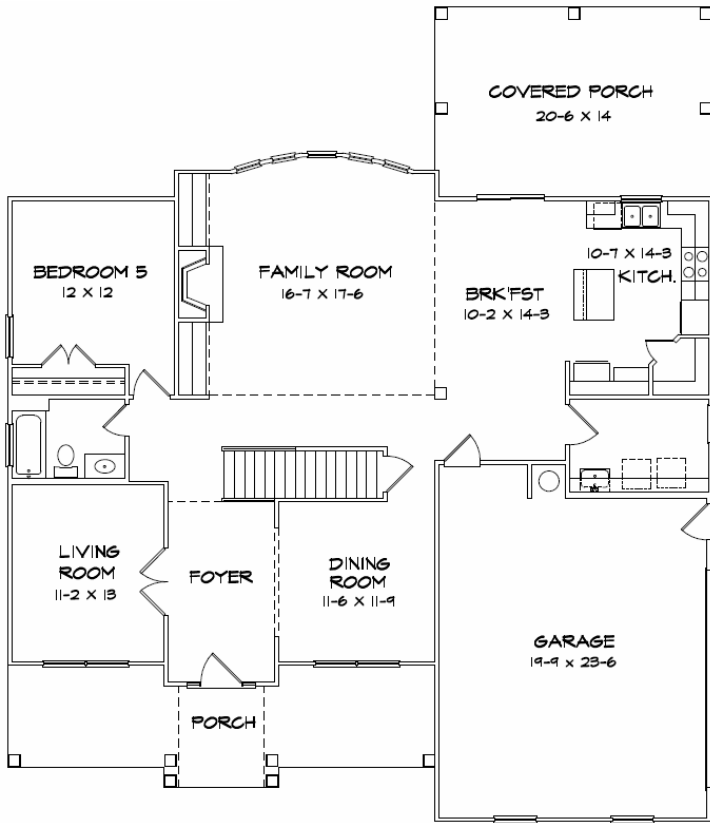 COVERED PORCH
20-6 X 14
BEDROOM 5
12 X 12
FAMILY ROOM
16-7 X 17-6
BRK'FST
10-2 X 14-3
10-7 X 14-3
KITCH.
LIVING
ROOM
11-2 X 13
FOYER
DINING
ROOM
11-6 X 11-9
GARAGE
19-9 x 23-6
PORCH